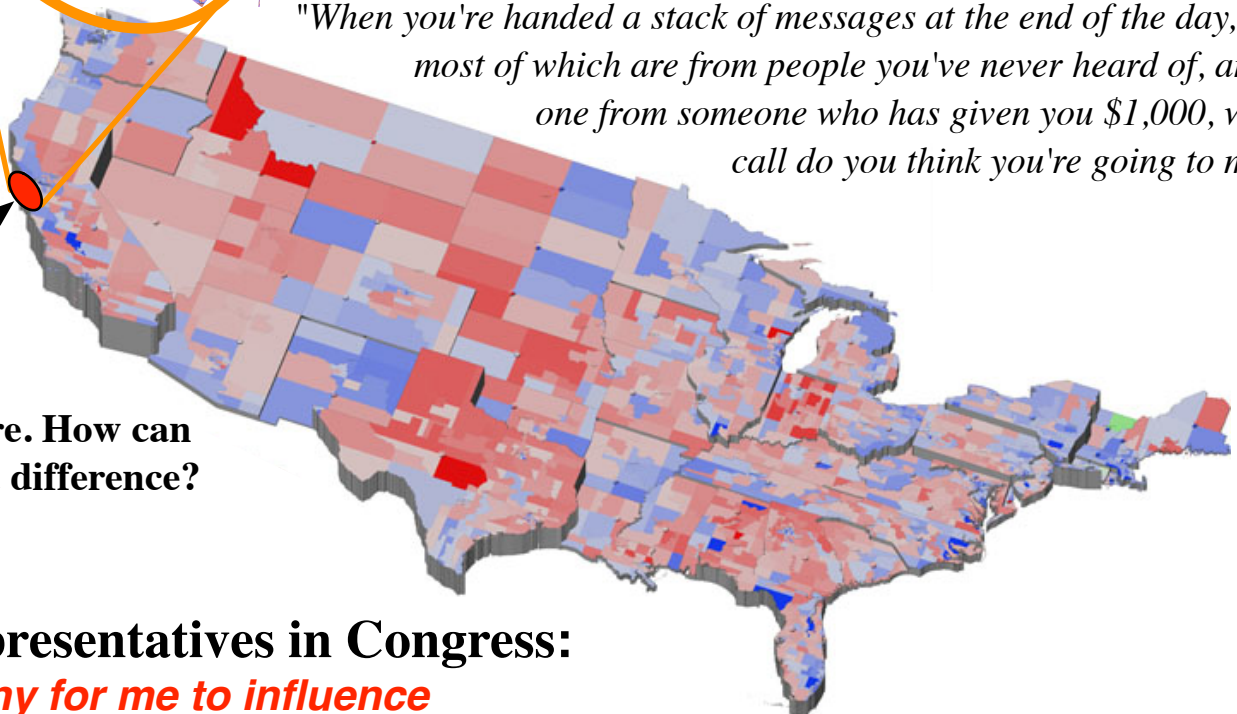 "When you're handed a stack of messages at the end of the day,
most of which are from people you've never heard of,
one from someone who has given you $1,000,
call do you think you're going to
How can
difference?
in Congress:
for me to influence